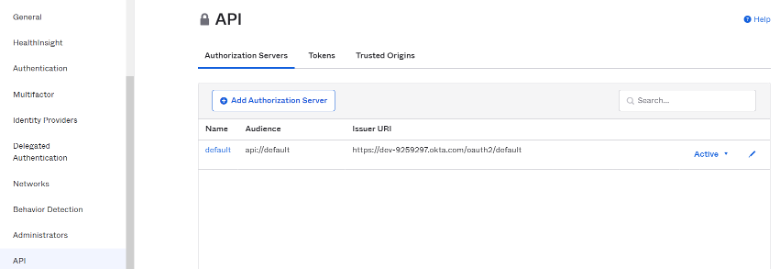 General
HealthInsight
Authentication
Multifactor
Identity Providers
Delegated
Authentication
Networks
Behavior Detection
Administrators
API
API
Help
Authorization Servers Tokens Trusted Origins
Add Authorization Server
Search...
Name Audience Issuer URI
default api://default https://dev-9259297.okta.com/oauth2/default Active